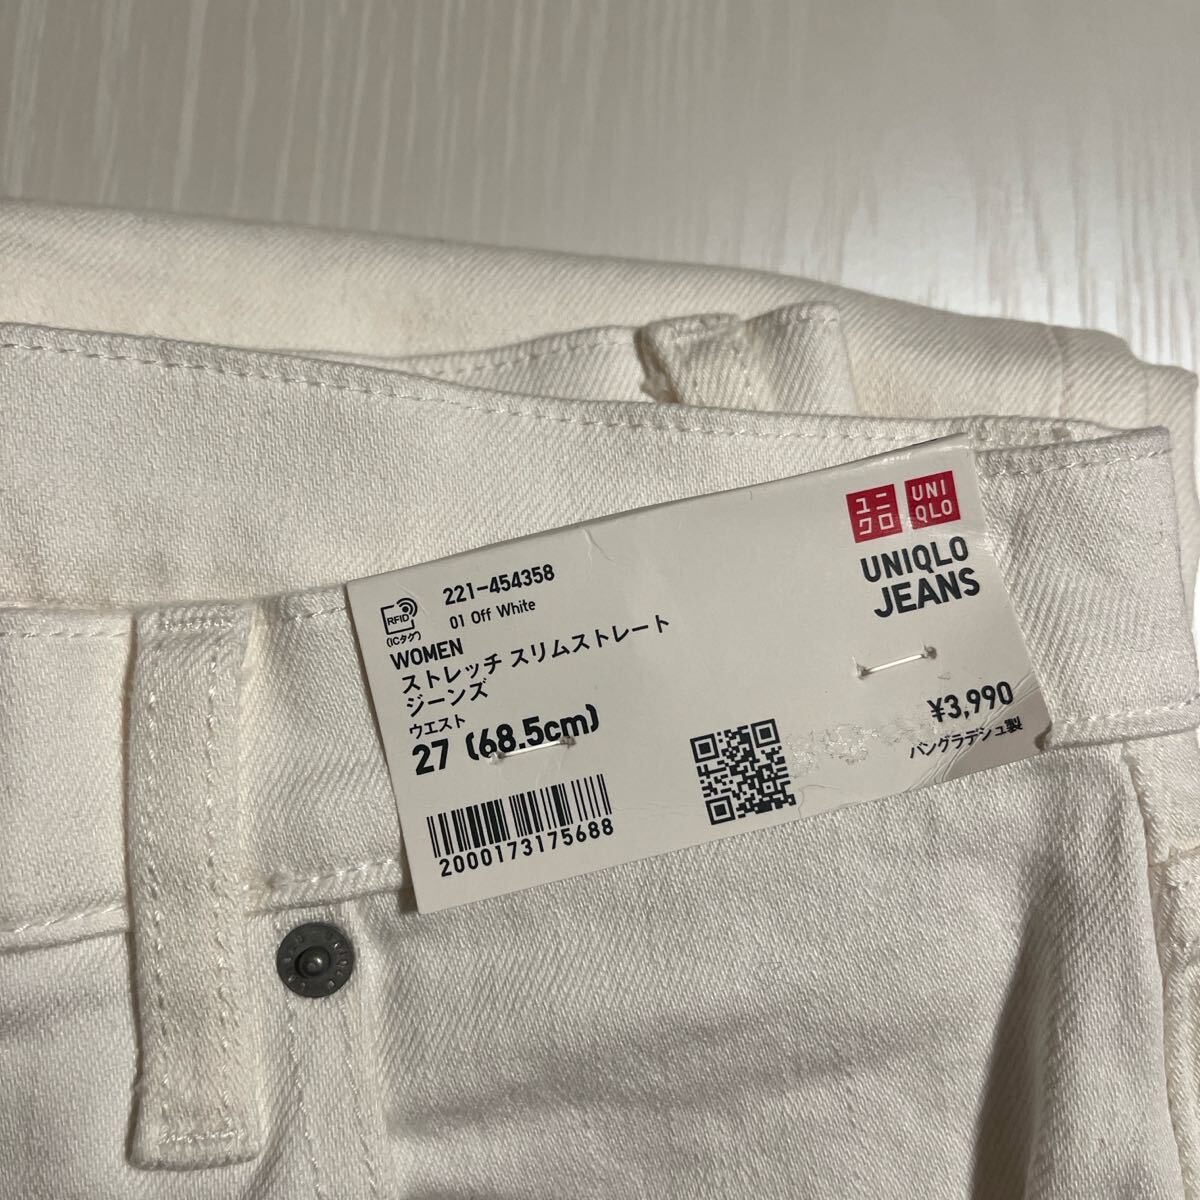 ユニクロ
UNIQLO
UNIQLO
JEANS
221-454358
01 Off White
RFID
(ICタグ)
WOMEN
ストレッチ スリムストレート
ジーンズ
ウエスト
27 (68.5cm)
¥3,990
バングラデシュ製
2000173175688